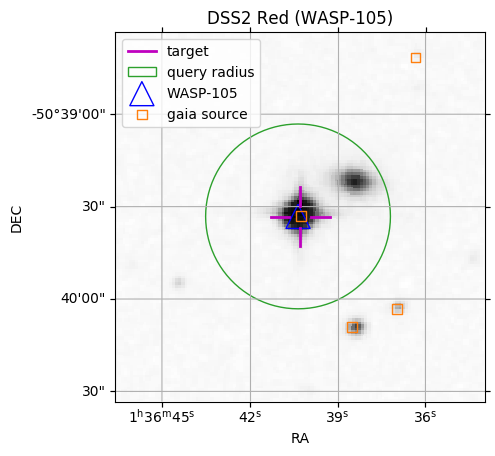 DSS2 Red (WASP-105)
target
query radius
WASP-105
gaia source
-50°39'00"
30"
40'00"
30"
1ʰ36ᵐ45ˢ
42ˢ
39ˢ
36ˢ
RA
DEC